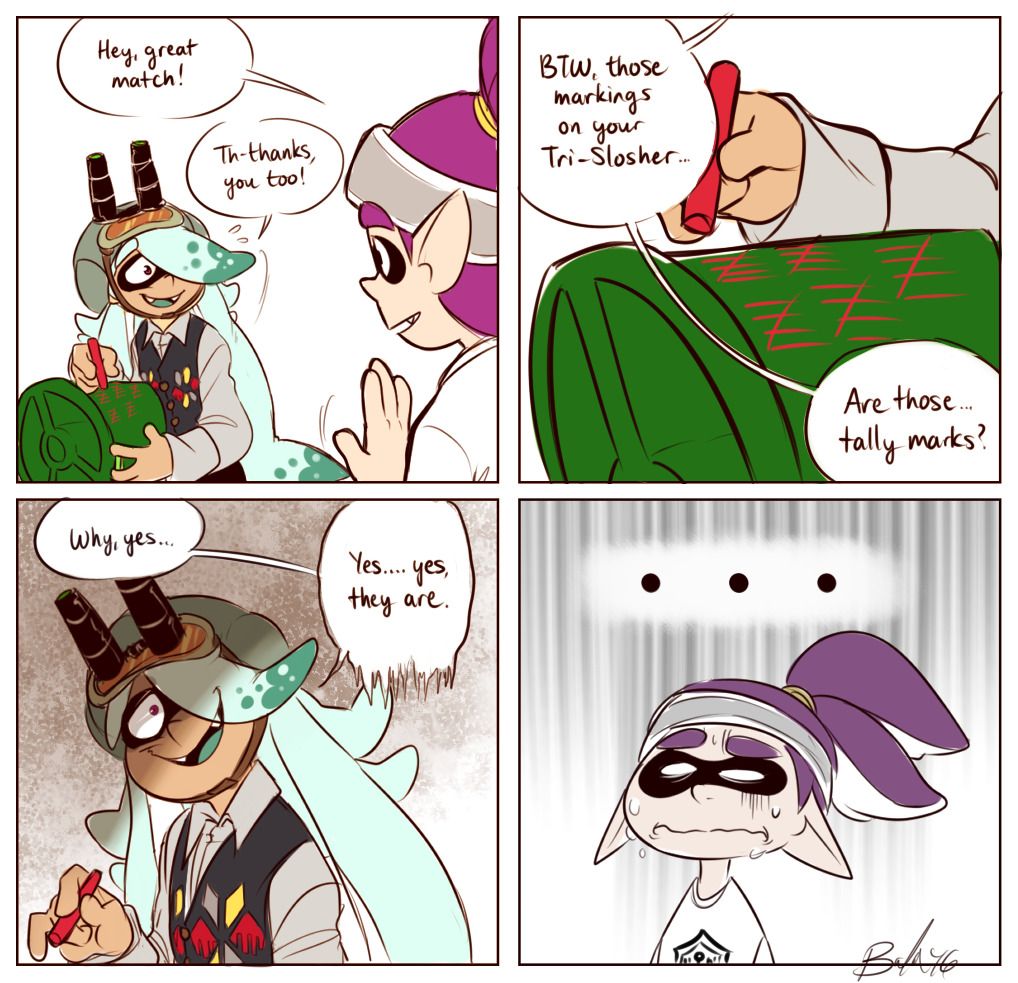 Hey, great
match!
Th-thanks,
you too!
BTW, those
markings
on your
Tri-Slosher...
Are those...
tally marks?
Why, yes...
Yes.... yes,
they are.
. . .